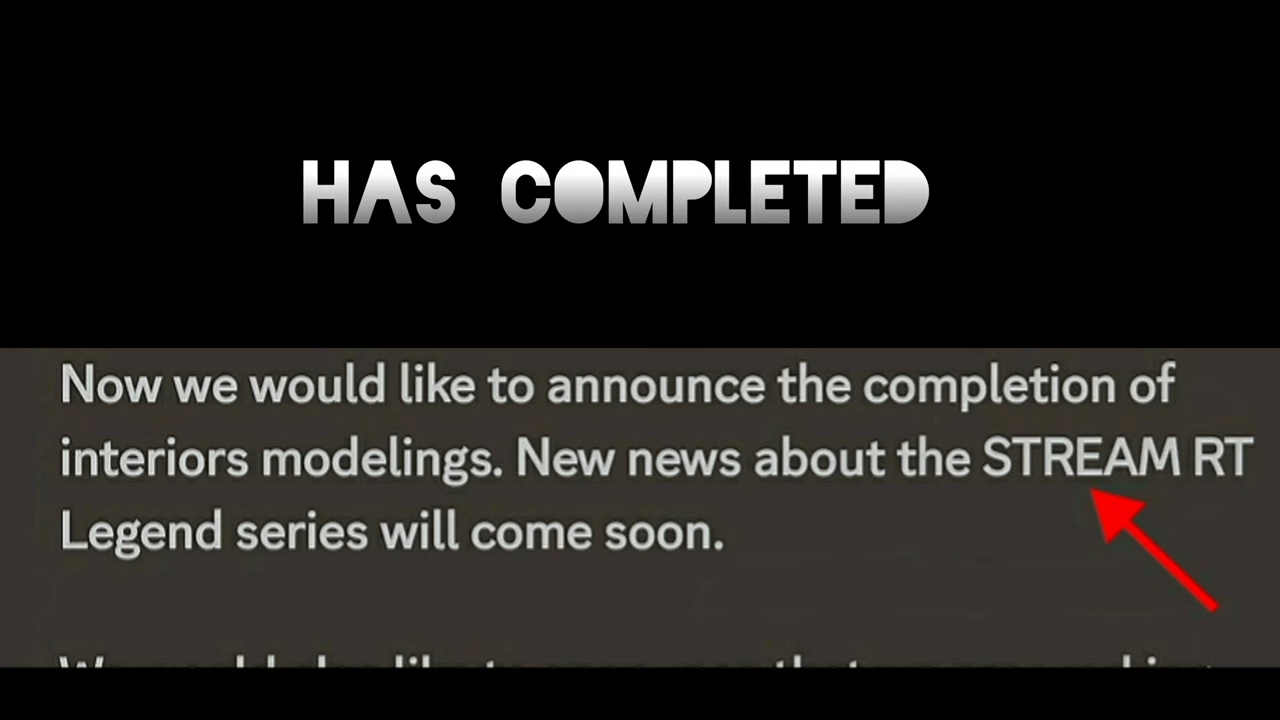 HAS COMPLETED
Now we would like to announce the completion of
interiors modelings. New news about the STREAM RT
Legend series will come soon.